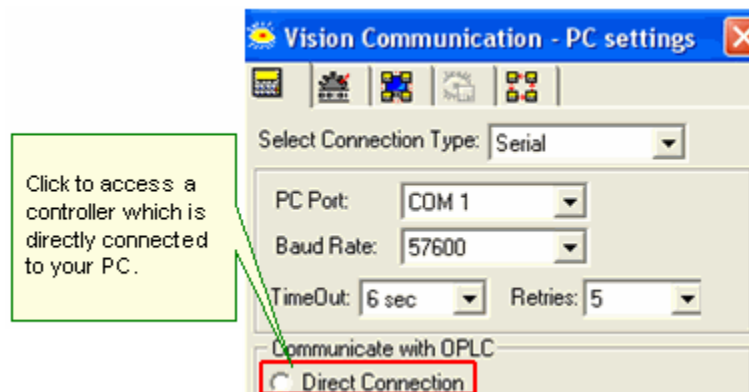 Vision Communication - PC settings
Select Connection Type: Serial
Click to access a
controller which is
directly connected
to your PC.
PC Port: COM 1
Baud Rate: 57600
TimeOut: 6 sec Retries: 5
Communicate with OPLC
Direct Connection